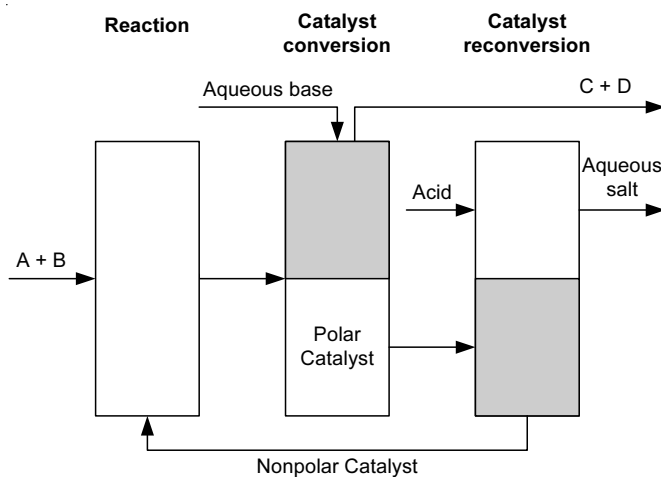 Reaction
Catalyst
conversion
Catalyst
reconversion
Aqueous base
C + D
Acid
Aqueous
salt
A + B
Polar
Catalyst
Nonpolar Catalyst